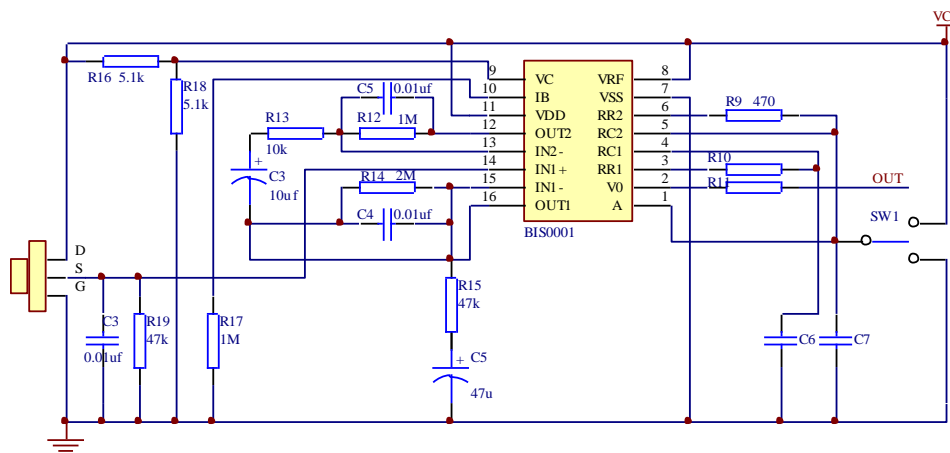 VC
R16 5.1k
R18
5.1k
C5 0.01uf
R13
R12 1M
10k
+
C3
10uf
R14 2M
C4 0.01uf
9 VC VRF 8
10 IB VSS 7
11 VDD RR2 6
12 OUT2 RC2 5
13 IN2- RC1 4
14 IN1+ RR1 3
15 IN1- V0 2
16 OUT1 A 1
BIS0001
R9 470
R10
R11
OUT
SW1
D
S
G
C3
0.01uf
R19
47k
R17
1M
R15
47k
+ C5
47u
C6
C7